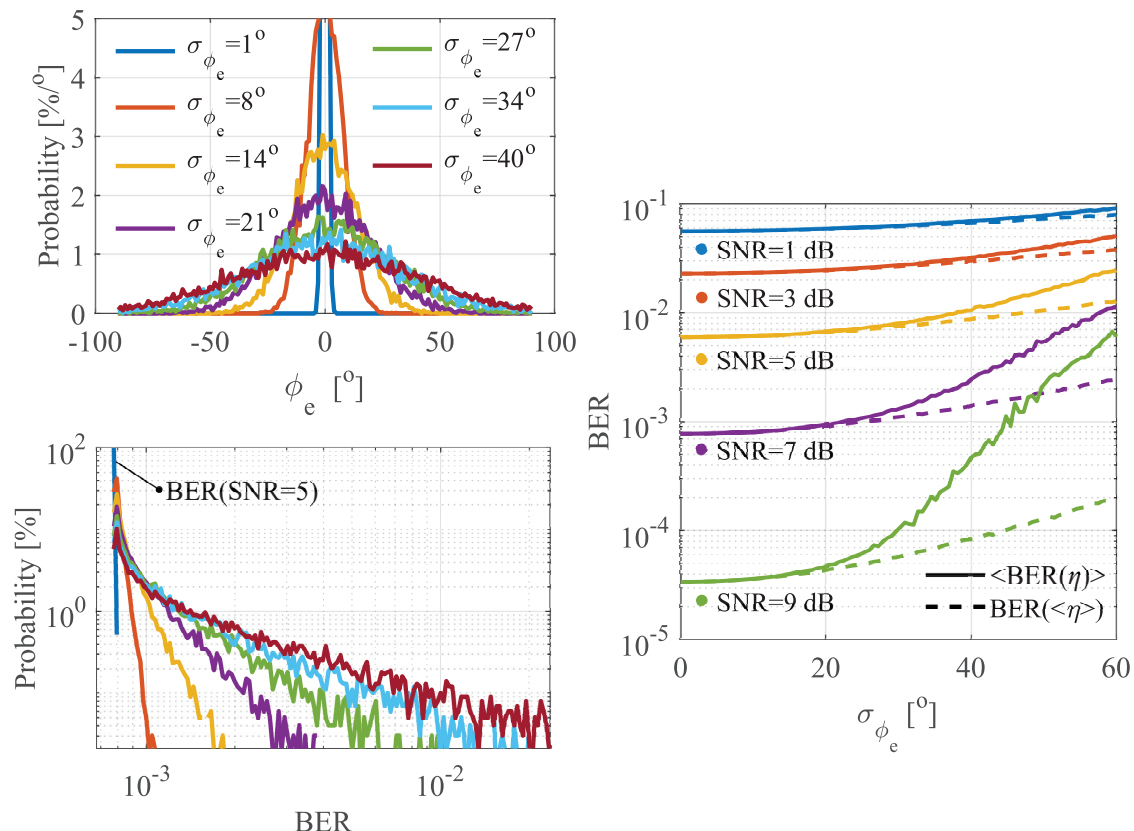 5
4
3
2
1
0
Probability [%/°]
σϕe=1°
σϕe=8°
σϕe=14°
σϕe=21°
σϕe=27°
σϕe=34°
σϕe=40°
-100 -50 0 50 100
ϕe [°]
10^2
10^0
Probability [%]
BER(SNR=5)
10^-3 10^-2
BER
10^-1
10^-2
10^-3
10^-4
10^-5
BER
SNR=1 dB
SNR=3 dB
SNR=5 dB
SNR=7 dB
SNR=9 dB
<BER(η)>
BER(<η>)
0 20 40 60
σϕe [°]